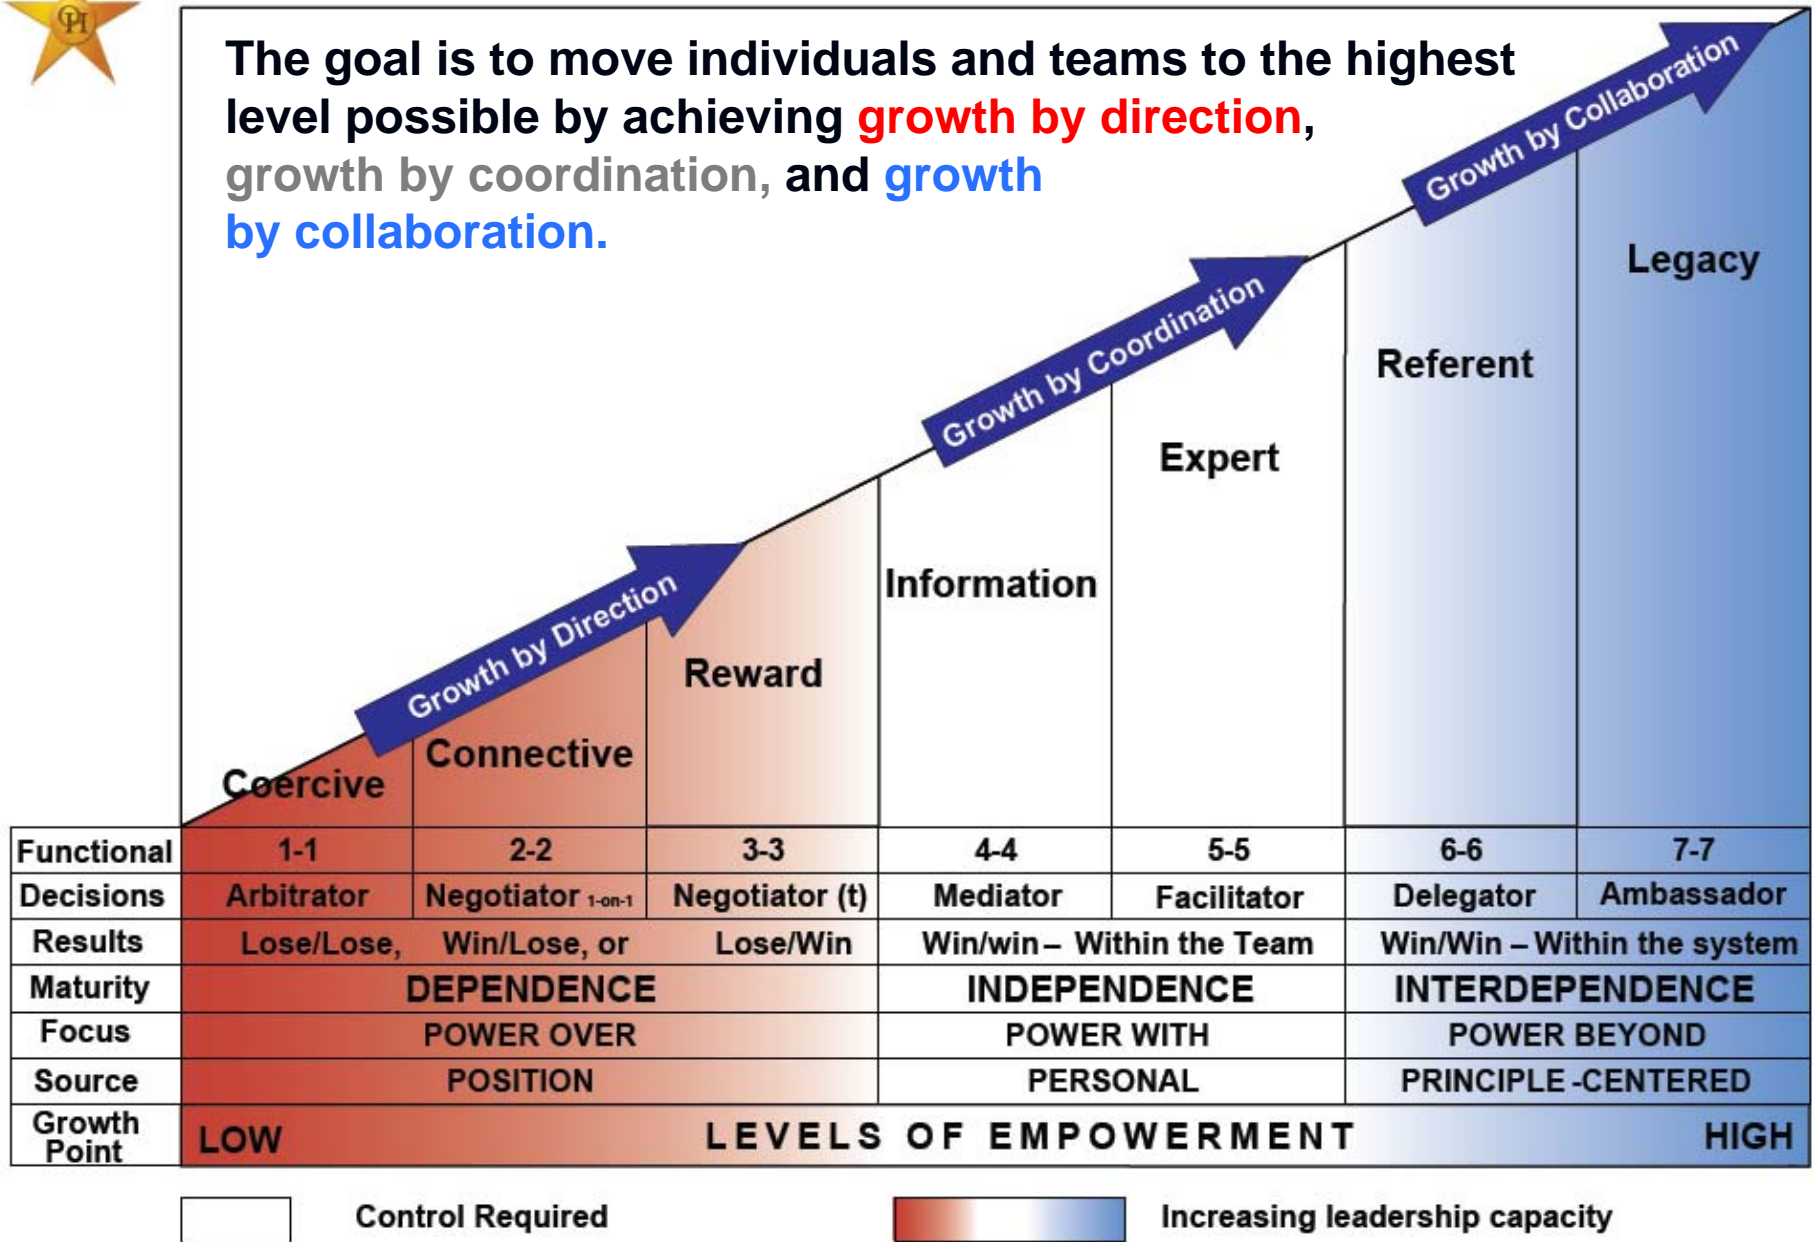 OH
The goal is to move individuals and teams to the highest
level possible by achieving growth by direction,
growth by coordination, and growth
by collaboration.
Growth by Collaboration
Legacy
Growth by Coordination
Referent
Expert
Growth by Direction
Information
Reward
Connective
Coercive
Functional 1-1 2-2 3-3 4-4 5-5 6-6 7-7
Decisions Arbitrator Negotiator 1-on-1 Negotiator (t) Mediator Facilitator Delegator Ambassador
Results Lose/Lose, Win/Lose, or Lose/Win Win/win – Within the Team Win/Win – Within the system
Maturity DEPENDENCE INDEPENDENCE INTERDEPENDENCE
Focus POWER OVER POWER WITH POWER BEYOND
Source POSITION PERSONAL PRINCIPLE -CENTERED
Growth
Point LOW LEVELS OF EMPOWERMENT HIGH
Control Required Increasing leadership capacity